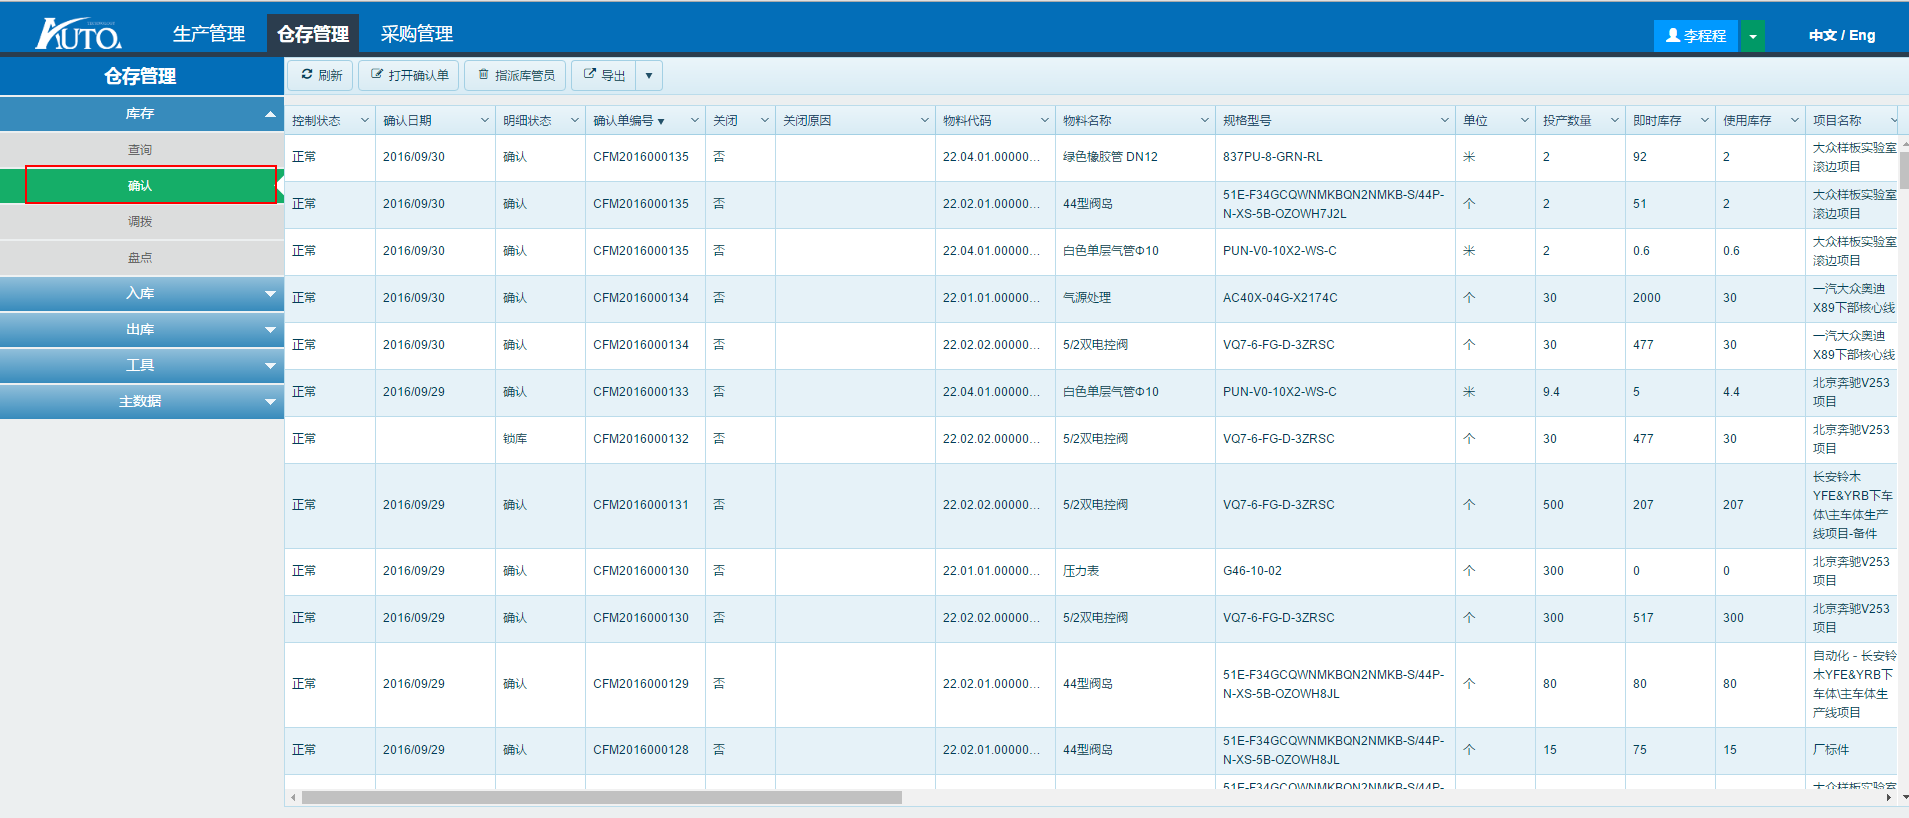 AUTO. 生产管理 仓存管理 采购管理 李程程 中文 / Eng
仓存管理 刷新 打开确认单 指派库管员 导出
库存
查询
确认
调拨
盘点
入库
出库
工具
主数据
控制状态 确认日期 明细状态 确认单编号 关闭 关闭原因 物料代码 物料名称 规格型号 单位 投产数量 即时库存 使用库存 项目名称
正常 2016/09/30 确认 CFM2016000135 否 22.04.01.00000... 绿色橡胶管 DN12 837PU-8-GRN-RL 米 2 92 2 大众样板实验室
滚边项目
正常 2016/09/30 确认 CFM2016000135 否 22.02.01.00000... 44型阀岛 51E-F34GCQWNMKBQN2NMKB-S/44P-
N-XS-5B-OZOWH7J2L 个 2 51 2 大众样板实验室
滚边项目
正常 2016/09/30 确认 CFM2016000135 否 22.04.01.00000... 白色单层气管Φ10 PUN-V0-10X2-WS-C 米 2 0.6 0.6 大众样板实验室
滚边项目
正常 2016/09/30 确认 CFM2016000134 否 22.01.01.00000... 气源处理 AC40X-04G-X2174C 个 30 2000 30 一汽大众奥迪
X89下部核心线
正常 2016/09/30 确认 CFM2016000134 否 22.02.02.00000... 5/2双电控阀 VQ7-6-FG-D-3ZRSC 个 30 477 30 一汽大众奥迪
X89下部核心线
正常 2016/09/29 确认 CFM2016000133 否 22.04.01.00000... 白色单层气管Φ10 PUN-V0-10X2-WS-C 米 9.4 5 4.4 北京奔驰V253
项目
正常 锁库 CFM2016000132 否 22.02.02.00000... 5/2双电控阀 VQ7-6-FG-D-3ZRSC 个 30 477 30 北京奔驰V253
项目
正常 2016/09/29 确认 CFM2016000131 否 22.02.02.00000... 5/2双电控阀 VQ7-6-FG-D-3ZRSC 个 500 207 207 长安铃木
YFE&YRB下车
体\主车体生产
线项目-备件
正常 2016/09/29 确认 CFM2016000130 否 22.01.01.00000... 压力表 G46-10-02 个 300 0 0 北京奔驰V253
项目
正常 2016/09/29 确认 CFM2016000130 否 22.02.02.00000... 5/2双电控阀 VQ7-6-FG-D-3ZRSC 个 300 517 300 北京奔驰V253
项目
正常 2016/09/29 确认 CFM2016000129 否 22.02.01.00000... 44型阀岛 51E-F34GCQWNMKBQN2NMKB-S/44P-
N-XS-5B-OZOWH8JL 个 80 80 80 自动化 - 长安铃
木YFE&YRB下
车体\主车体生
产线项目
正常 2016/09/29 确认 CFM2016000128 否 22.02.01.00000... 44型阀岛 51E-F34GCQWNMKBQN2NMKB-S/44P-
N-XS-5B-OZOWH8JL 个 15 75 15 厂标件
51E-F34GCQWNMKBQN2NMKB-S/44P- 大众样板实验室